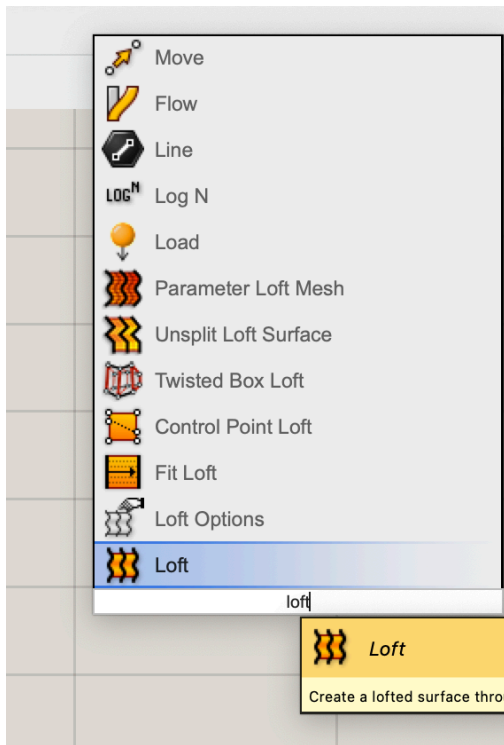 Move
Flow
Line
LOGᴺ Log N
Load
Parameter Loft Mesh
Unsplit Loft Surface
Twisted Box Loft
Control Point Loft
Fit Loft
Loft Options
Loft
loft
Loft
Create a lofted surface thro